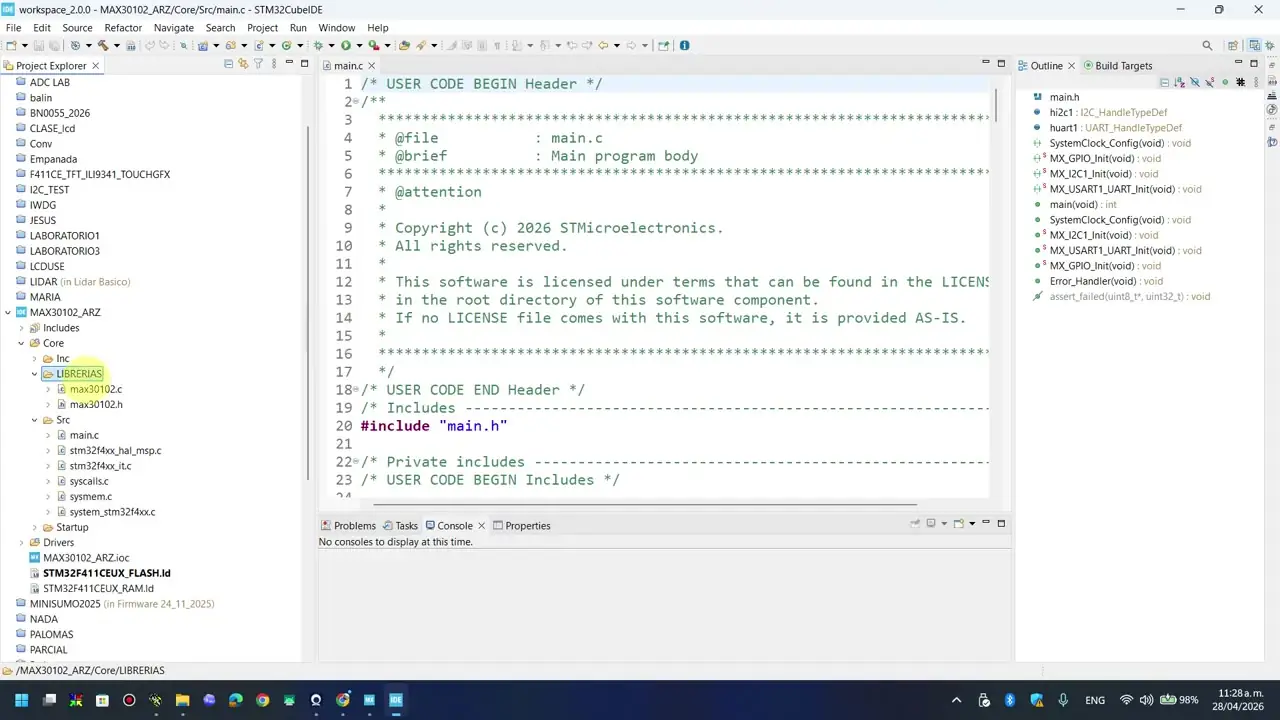 workspace_2.0.0 - MAX30102_ARZ/Core/Src/main.c - STM32CubeIDE
File Edit Source Refactor Navigate Search Project Run Window Help
Project Explorer
ADC LAB
balin
BN0055_2026
CLASE_lcd
Conv
Empanada
F411CE_TFT_ILI9341_TOUCHGFX
I2C_TEST
IWDG
JESUS
LABORATORIO1
LABORATORIO3
LCDUSE
LIDAR (in Lidar Basico)
MARIA
MAX30102_ARZ
Includes
Core
Inc
LIBRERIAS
max30102.c
max30102.h
Src
main.c
stm32f4xx_hal_msp.c
stm32f4xx_it.c
syscalls.c
sysmem.c
system_stm32f4xx.c
Startup
Drivers
MAX30102_ARZ.ioc
STM32F411CEUX_FLASH.ld
STM32F411CEUX_RAM.ld
MINISUMO2025 (in Firmware 24_11_2025)
NADA
PALOMAS
PARCIAL
main.c
1 /* USER CODE BEGIN Header */
2 /**
3 ******************************************************************************
4 * @file : main.c
5 * @brief : Main program body
6 ******************************************************************************
7 * @attention
8 *
9 * Copyright (c) 2026 STMicroelectronics.
10 * All rights reserved.
11 *
12 * This software is licensed under terms that can be found in the LICENS
13 * in the root directory of this software component.
14 * If no LICENSE file comes with this software, it is provided AS-IS.
15 *
16 ******************************************************************************
17 */
18 /* USER CODE END Header */
19 /* Includes ------------------------------------------------------------------
20 #include "main.h"
21
22 /* Private includes ----------------------------------------------------------
23 /* USER CODE BEGIN Includes */
24
Problems Tasks Console Properties
No consoles to display at this time.
Outline Build Targets
main.h
hi2c1 : I2C_HandleTypeDef
huart1 : UART_HandleTypeDef
SystemClock_Config(void) : void
MX_GPIO_Init(void) : void
MX_I2C1_Init(void) : void
MX_USART1_UART_Init(void) : void
main(void) : int
SystemClock_Config(void) : void
MX_I2C1_Init(void) : void
MX_USART1_UART_Init(void) : void
MX_GPIO_Init(void) : void
Error_Handler(void) : void
assert_failed(uint8_t*, uint32_t) : void
/MAX30102_ARZ/Core/LIBRERIAS
ENG
98%
11:28 a. m.
28/04/2026